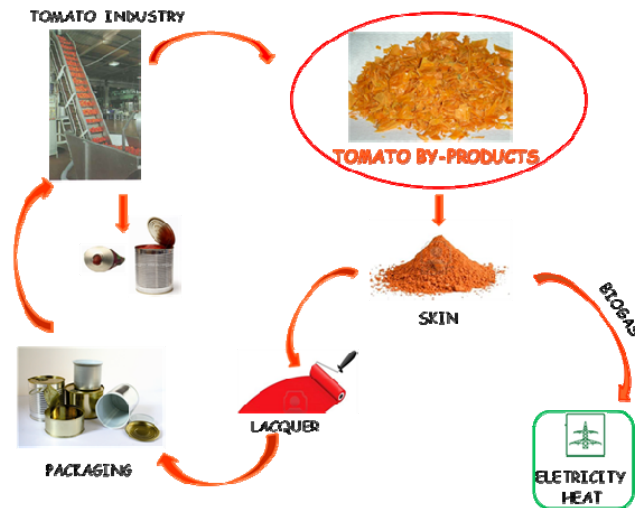 TOMATO INDUSTRY
TOMATO BY-PRODUCTS
SKIN
BIOGAS
LACQUER
PACKAGING
ELETRICITY
HEAT